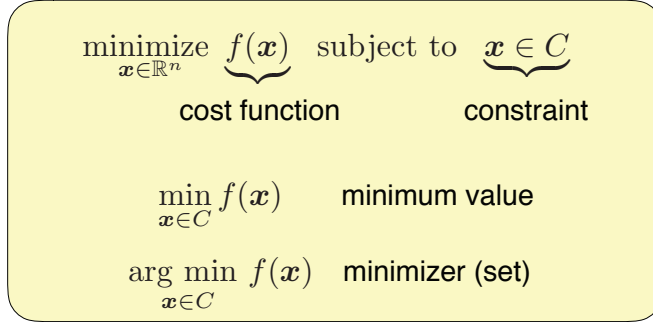 minimize f(x) subject to x ∈ C
x∈ℝⁿ
cost function constraint
min f(x) minimum value
x∈C
arg min f(x) minimizer (set)
x∈C